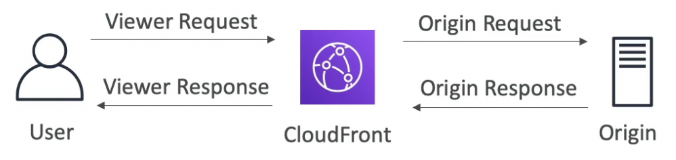 Viewer Request
Origin Request
Viewer Response
Origin Response
User
CloudFront
Origin